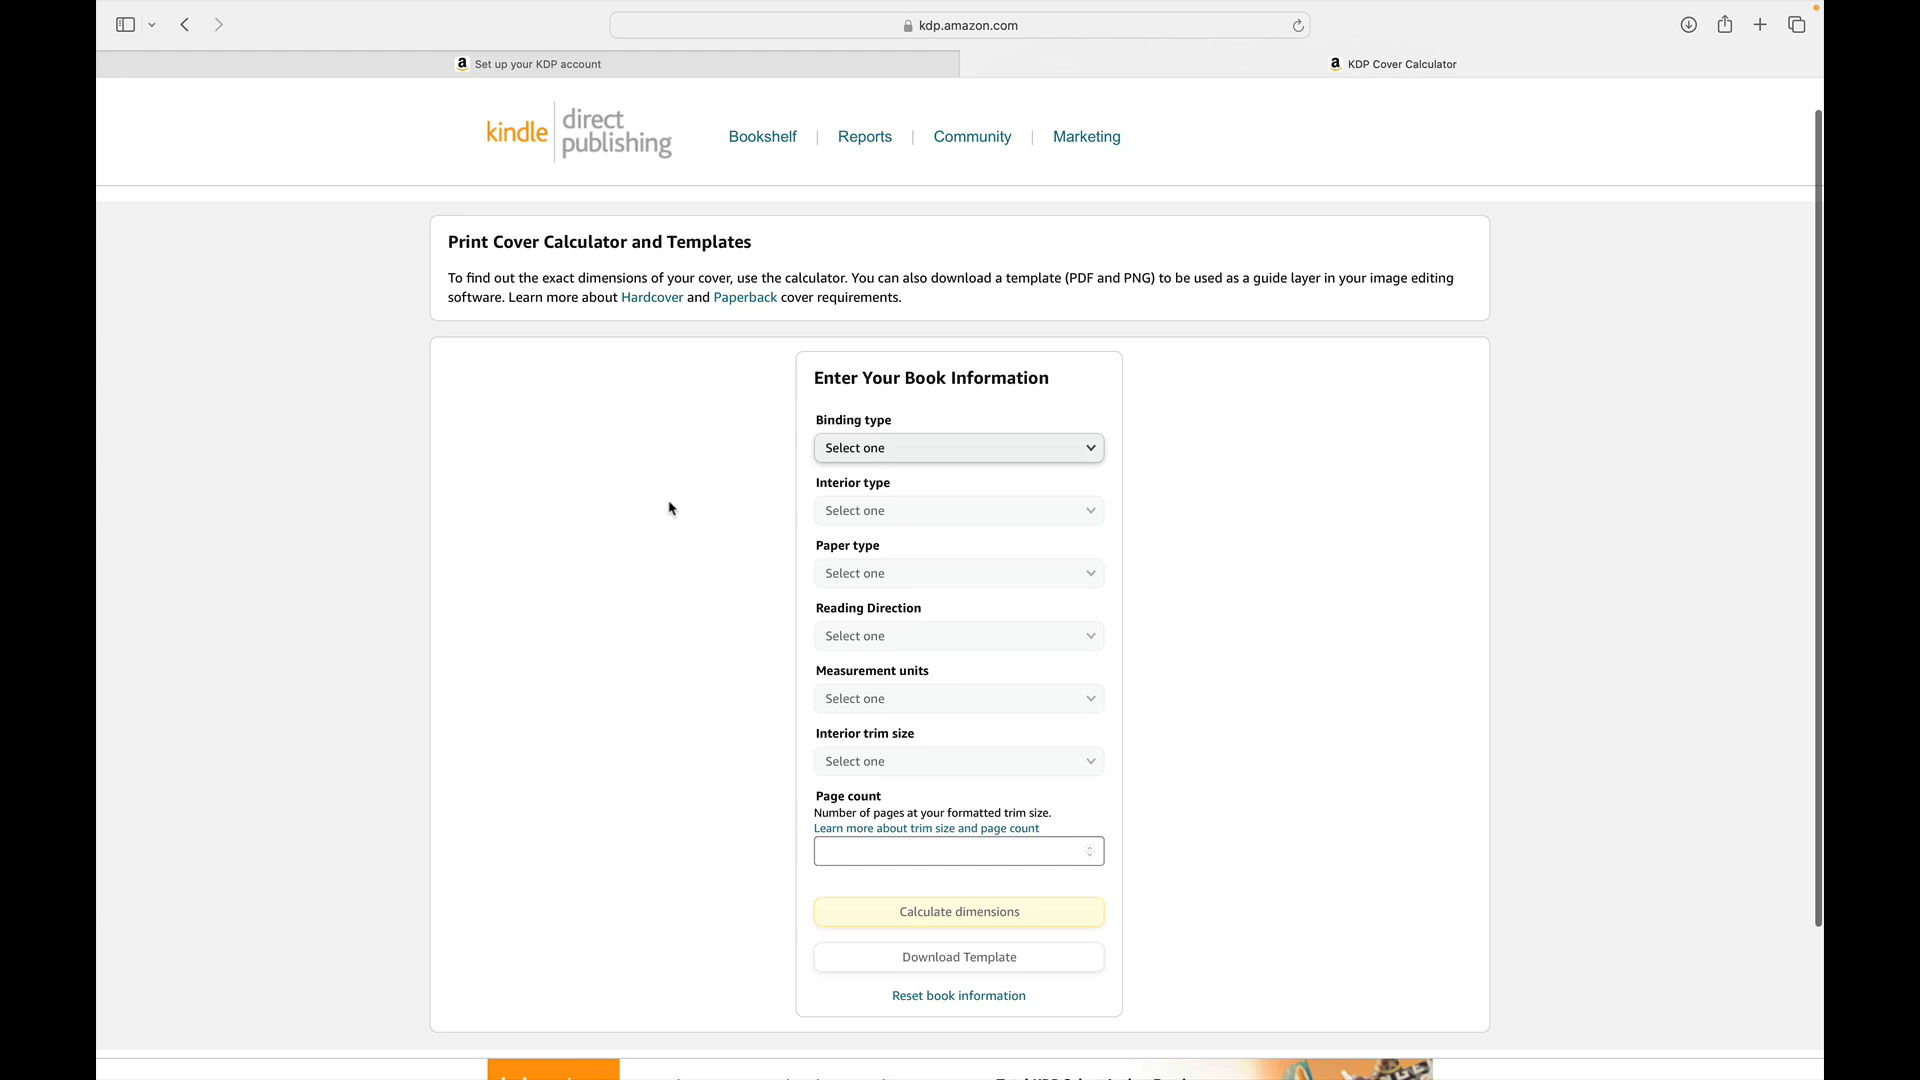 kdp.amazon.com
Set up your KDP account
KDP Cover Calculator
kindle direct publishing
Bookshelf | Reports | Community | Marketing
Print Cover Calculator and Templates
To find out the exact dimensions of your cover, use the calculator. You can also download a template (PDF and PNG) to be used as a guide layer in your image editing
software. Learn more about Hardcover and Paperback cover requirements.
Enter Your Book Information
Binding type
Select one
Interior type
Select one
Paper type
Select one
Reading Direction
Select one
Measurement units
Select one
Interior trim size
Select one
Page count
Number of pages at your formatted trim size.
Learn more about trim size and page count
Calculate dimensions
Download Template
Reset book information